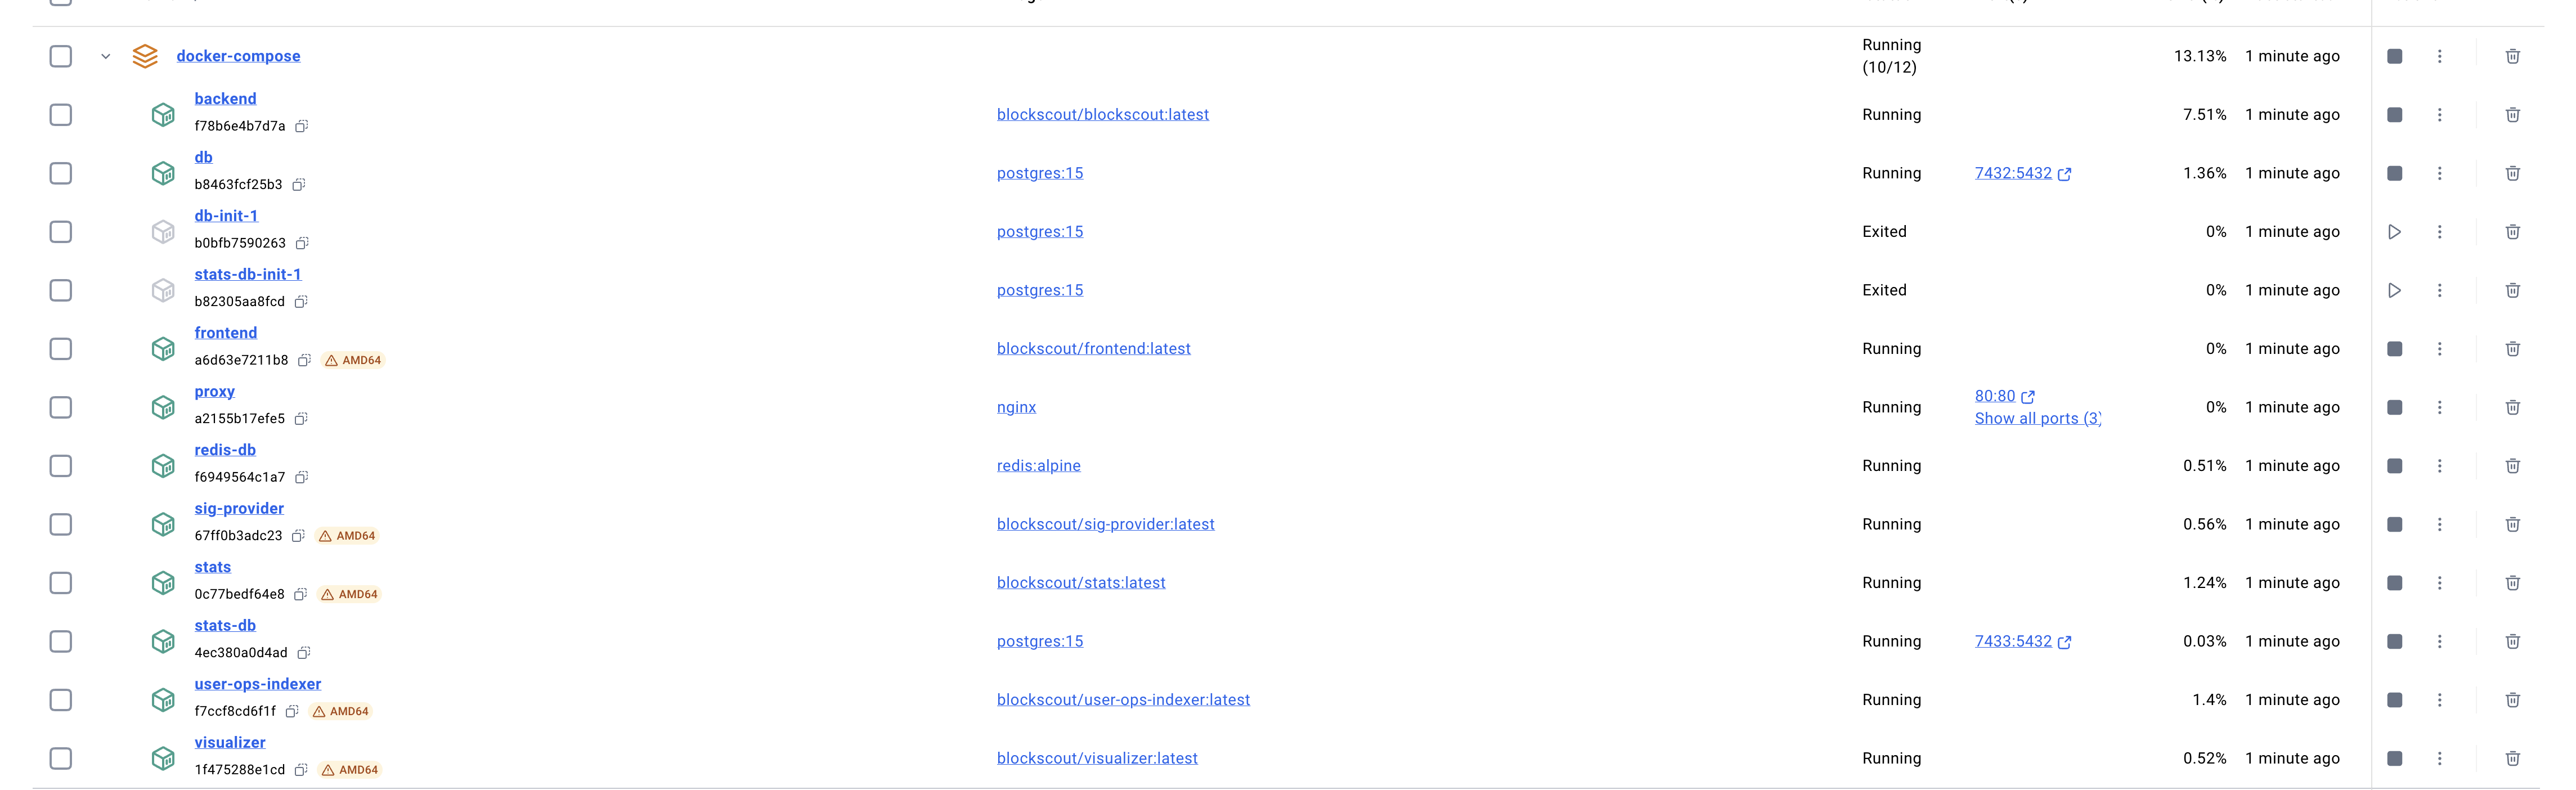 docker-compose
Running
(10/12)
13.13%
1 minute ago
backend
f78b6e4b7d7a
blockscout/blockscout:latest
Running
7.51%
1 minute ago
db
b8463fcf25b3
postgres:15
Running
7432:5432
1.36%
1 minute ago
db-init-1
b0bfb7590263
postgres:15
Exited
0%
1 minute ago
stats-db-init-1
b82305aa8fcd
postgres:15
Exited
0%
1 minute ago
frontend
a6d63e7211b8
AMD64
blockscout/frontend:latest
Running
0%
1 minute ago
proxy
a2155b17efe5
nginx
Running
80:80
Show all ports (3)
0%
1 minute ago
redis-db
f6949564c1a7
redis:alpine
Running
0.51%
1 minute ago
sig-provider
67ff0b3adc23
AMD64
blockscout/sig-provider:latest
Running
0.56%
1 minute ago
stats
0c77bedf64e8
AMD64
blockscout/stats:latest
Running
1.24%
1 minute ago
stats-db
4ec380a0d4ad
postgres:15
Running
7433:5432
0.03%
1 minute ago
user-ops-indexer
f7ccf8cd6f1f
AMD64
blockscout/user-ops-indexer:latest
Running
1.4%
1 minute ago
visualizer
1f475288e1cd
AMD64
blockscout/visualizer:latest
Running
0.52%
1 minute ago